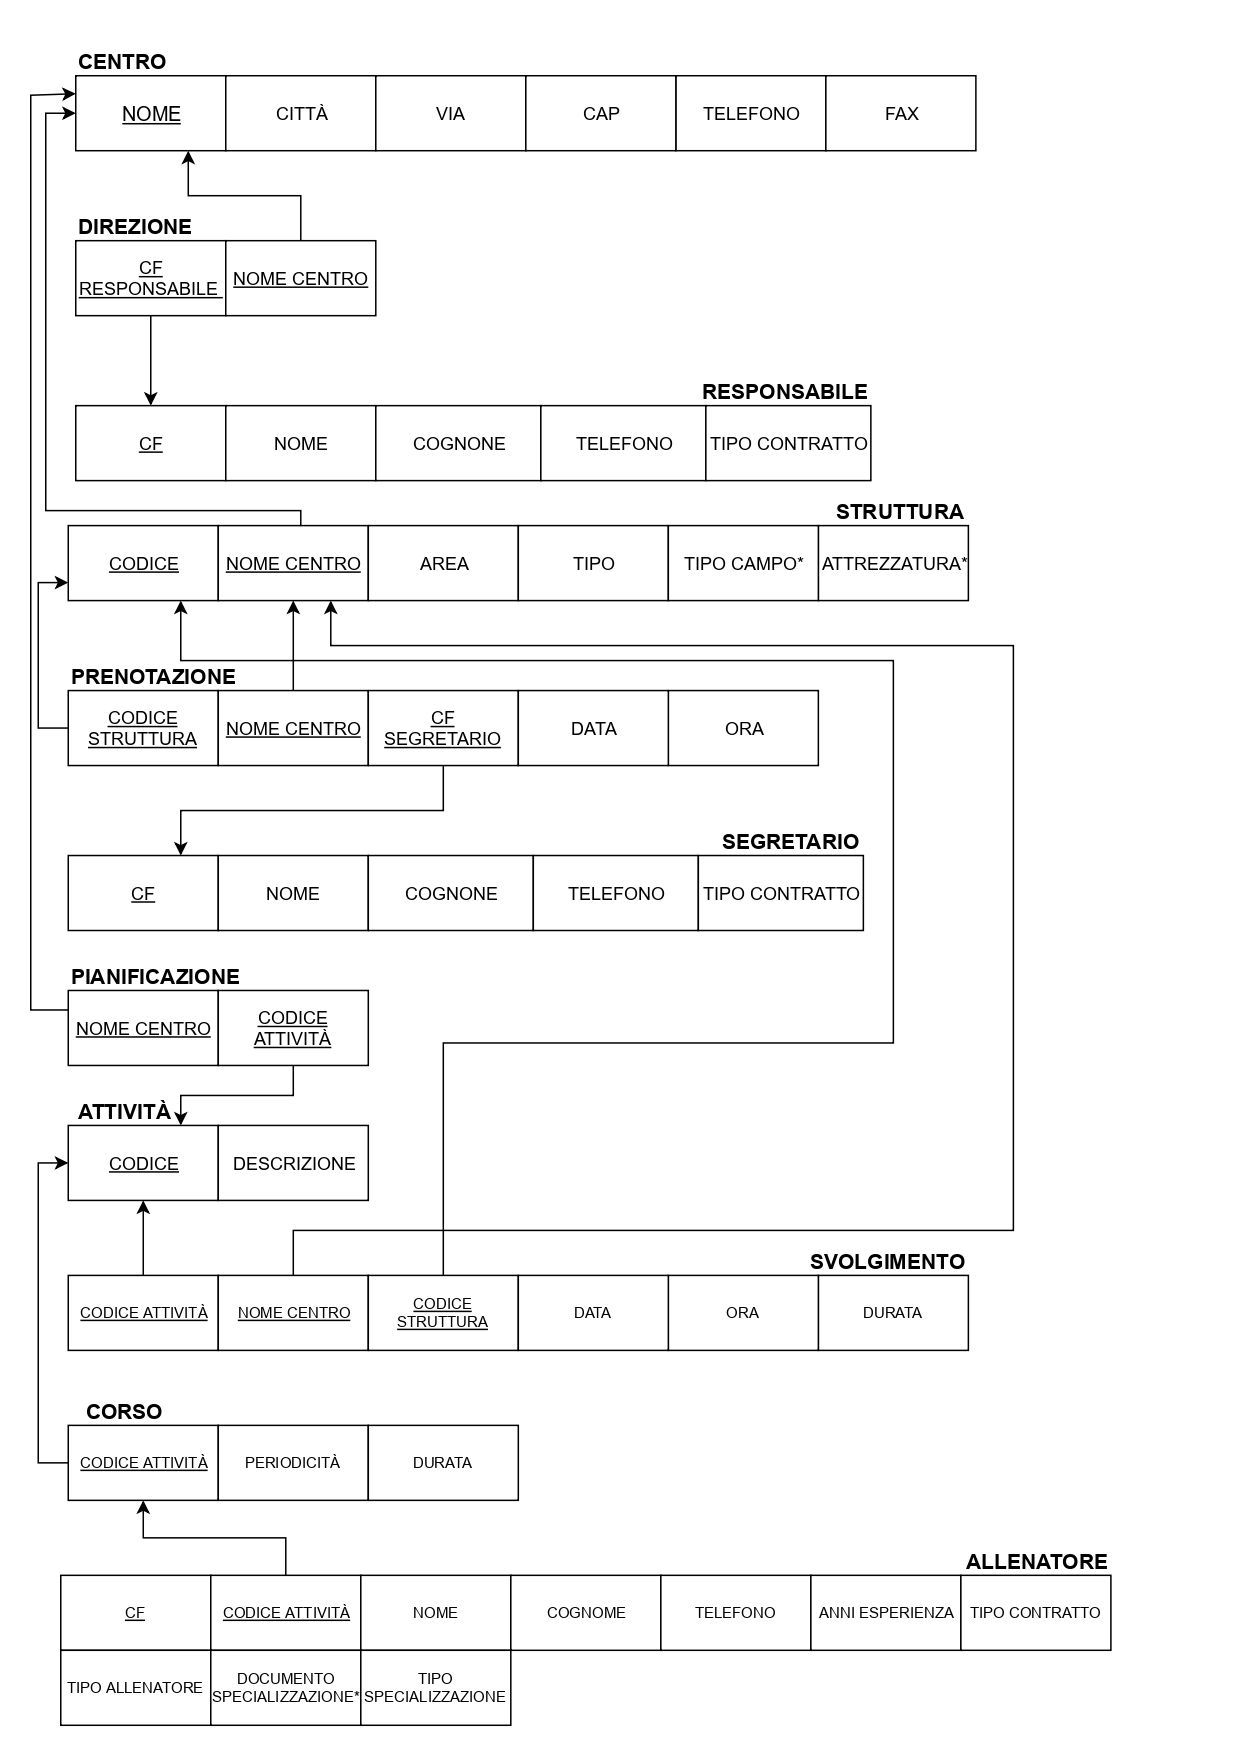 CENTRO
NOME CITTÀ VIA CAP TELEFONO FAX
DIREZIONE
CF
RESPONSABILE
NOME CENTRO
RESPONSABILE
CF NOME COGNONE TELEFONO TIPO CONTRATTO
STRUTTURA
CODICE NOME CENTRO AREA TIPO TIPO CAMPO* ATTREZZATURA*
PRENOTAZIONE
CODICE
STRUTTURA
NOME CENTRO
CF
SEGRETARIO
DATA ORA
SEGRETARIO
CF NOME COGNONE TELEFONO TIPO CONTRATTO
PIANIFICAZIONE
NOME CENTRO
CODICE
ATTIVITÀ
ATTIVITÀ
CODICE DESCRIZIONE
SVOLGIMENTO
CODICE ATTIVITÀ NOME CENTRO
CODICE
STRUTTURA
DATA ORA DURATA
CORSO
CODICE ATTIVITÀ PERIODICITÀ DURATA
ALLENATORE
CF CODICE ATTIVITÀ NOME COGNOME TELEFONO ANNI ESPERIENZA TIPO CONTRATTO
TIPO ALLENATORE
DOCUMENTO
SPECIALIZZAZIONE*
TIPO
SPECIALIZZAZIONE